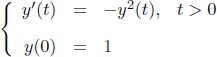 y′(t) = −y²(t), t > 0
y(0) = 1